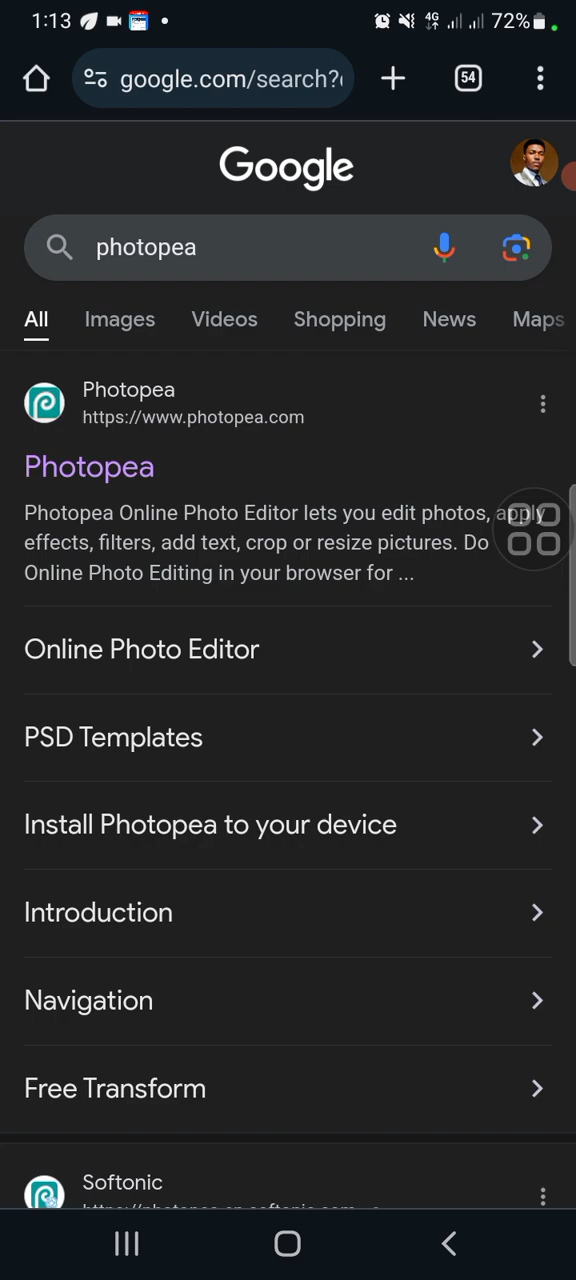 1:13
4G
72%
google.com/search?
54
Google
photopea
All Images Videos Shopping News Maps
Photopea
https://www.photopea.com
Photopea
Photopea Online Photo Editor lets you edit photos, apply
effects, filters, add text, crop or resize pictures. Do
Online Photo Editing in your browser for ...
Online Photo Editor
PSD Templates
Install Photopea to your device
Introduction
Navigation
Free Transform
Softonic